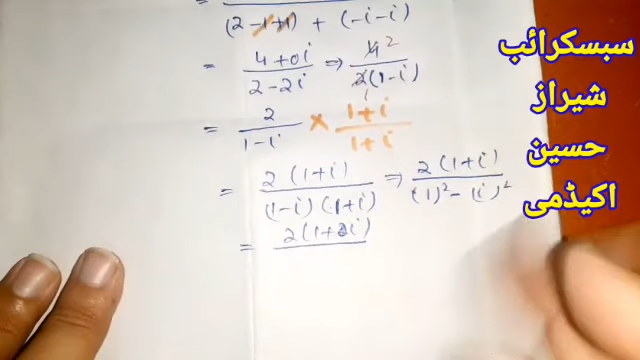 =
(2-1+1) + (-i-i)
= 4+0i / 2-2i ⇒ 4 2 / 2(1-i) 1
= 2 / 1-i × 1+i / 1+i
= 2(1+i) / (1-i)(1+i) ⇒ 2(1+i) / (1)² - (i)²
= 2(1+2i)
سبسکرائب
شیراز
حسین
اکیڈمی